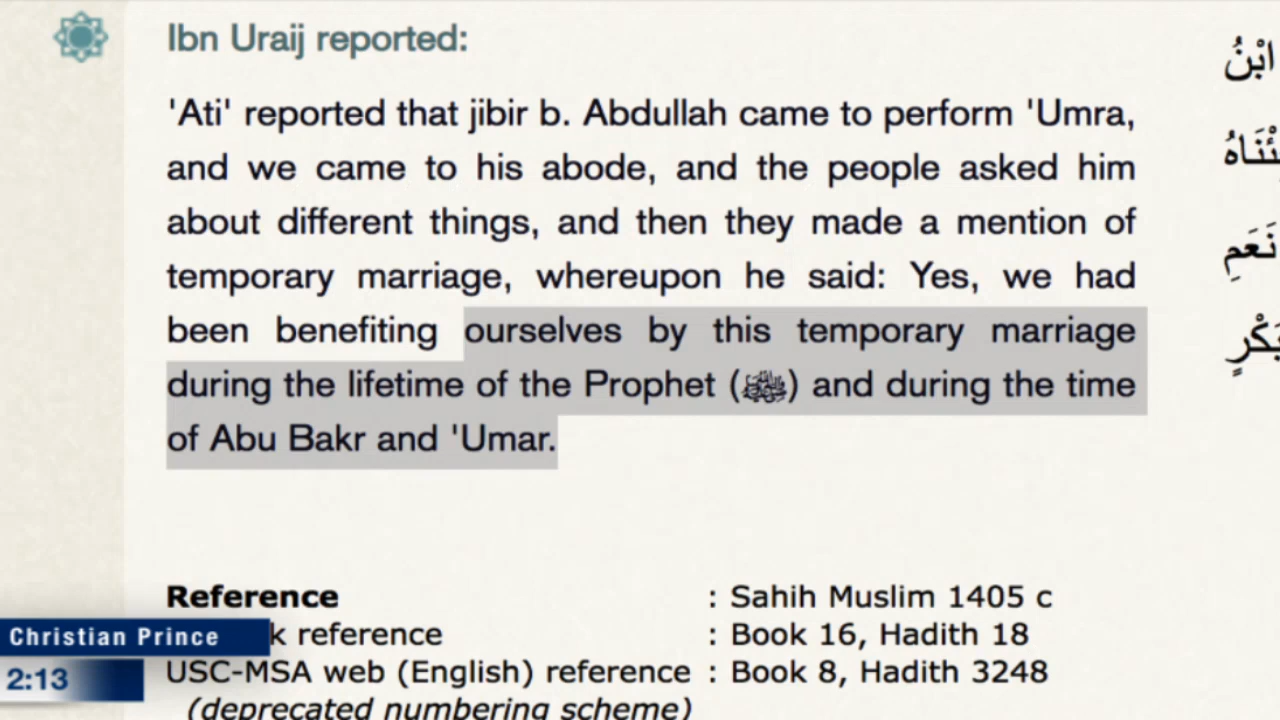 Ibn Uraij reported:
'Ati' reported that jibir b. Abdullah came to perform 'Umra,
and we came to his abode, and the people asked him
about different things, and then they made a mention of
temporary marriage, whereupon he said: Yes, we had
been benefiting ourselves by this temporary marriage
during the lifetime of the Prophet (ﷺ) and during the time
of Abu Bakr and 'Umar.
ابْنُ
نَعَمِ
Reference : Sahih Muslim 1405 c
k reference : Book 16, Hadith 18
USC-MSA web (English) reference : Book 8, Hadith 3248
(deprecated numbering scheme)
Christian Prince
2:13